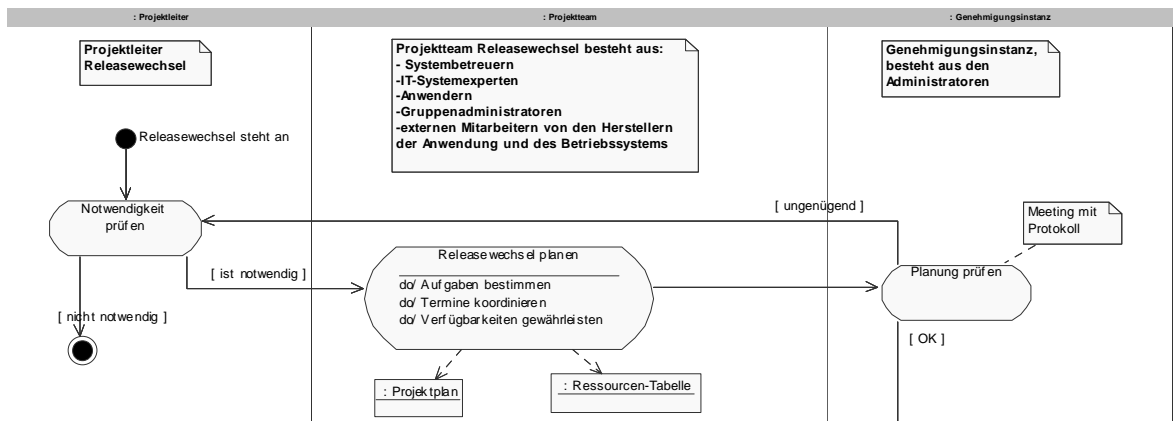 : Projektleiter
: Projektteam
: Genehmigungsinstanz
Projektleiter
Releasewechsel
Projektteam Releasewechsel besteht aus:
- Systembetreuern
-IT-Systemexperten
-Anwendern
-Gruppenadministratoren
-externen Mitarbeitern von den Herstellern
der Anwendung und des Betriebssystems
Genehmigungsinstanz,
besteht aus den
Administratoren
Releasewechsel steht an
Notwendigkeit
prüfen
[ ungenügend ]
Meeting mit
Protokoll
[ ist notwendig ]
Releasewechsel planen
do/ Aufgaben bestimmen
do/ Termine koordinieren
do/ Verfügbarkeiten gewährleisten
Planung prüfen
[ nicht notwendig ]
[ OK ]
: Projektplan
: Ressourcen-Tabelle